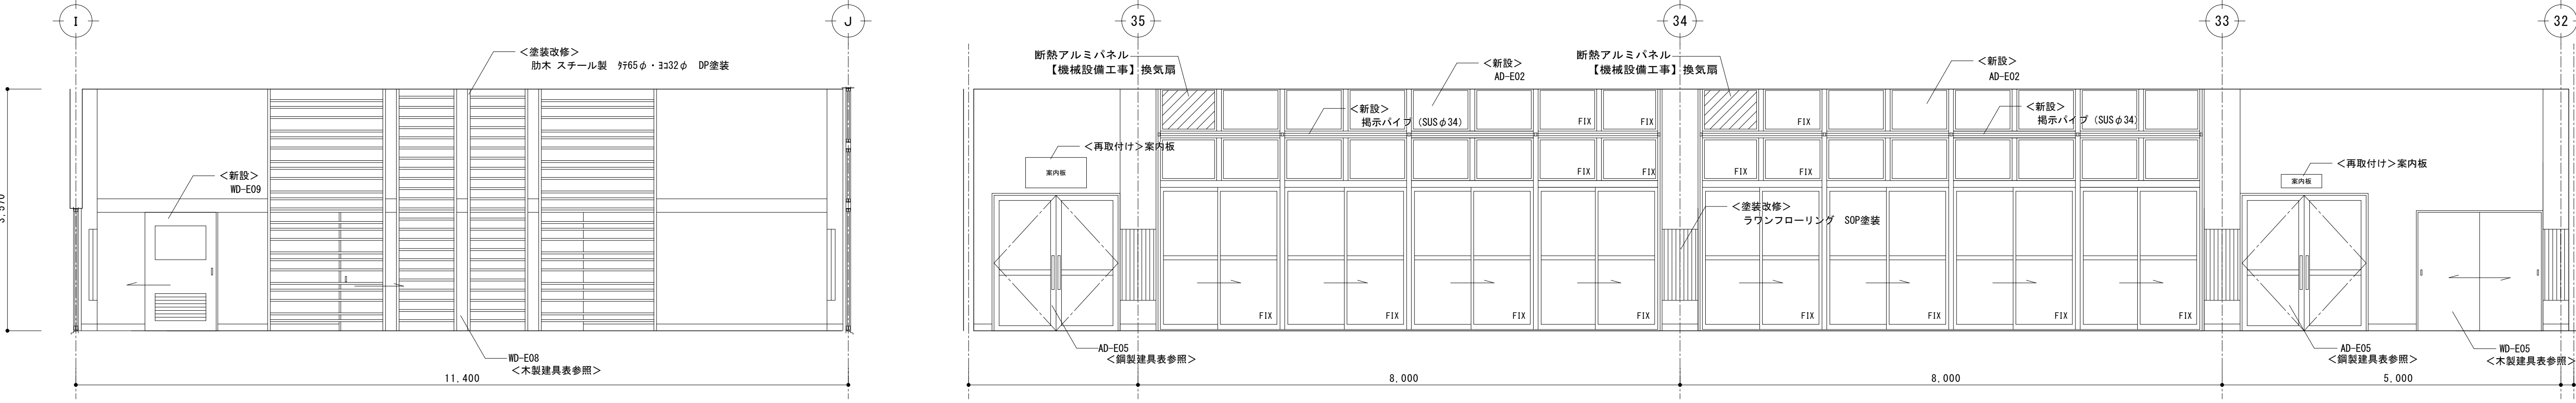 I
J
35
34
33
32
＜塗装改修＞
肋木 スチール製 ﾀﾃ65φ・ﾖｺ32φ DP塗装
＜新設＞
WD-E09
WD-E08
＜木製建具表参照＞
11,400
断熱アルミパネル
【機械設備工事】換気扇
＜新設＞
AD-E02
＜新設＞
掲示パイプ（SUSφ34）
＜再取付け＞案内板
案内板
FIX
FIX
FIX
FIX
FIX
FIX
FIX
FIX
AD-E05
＜鋼製建具表参照＞
8,000
断熱アルミパネル
【機械設備工事】換気扇
＜新設＞
AD-E02
＜新設＞
掲示パイプ（SUSφ34）
FIX
FIX
FIX
＜塗装改修＞
ラワンフローリング SOP塗装
FIX
FIX
FIX
FIX
8,000
＜再取付け＞案内板
案内板
AD-E05
＜鋼製建具表参照＞
WD-E05
＜木製建具表参照＞
5,000